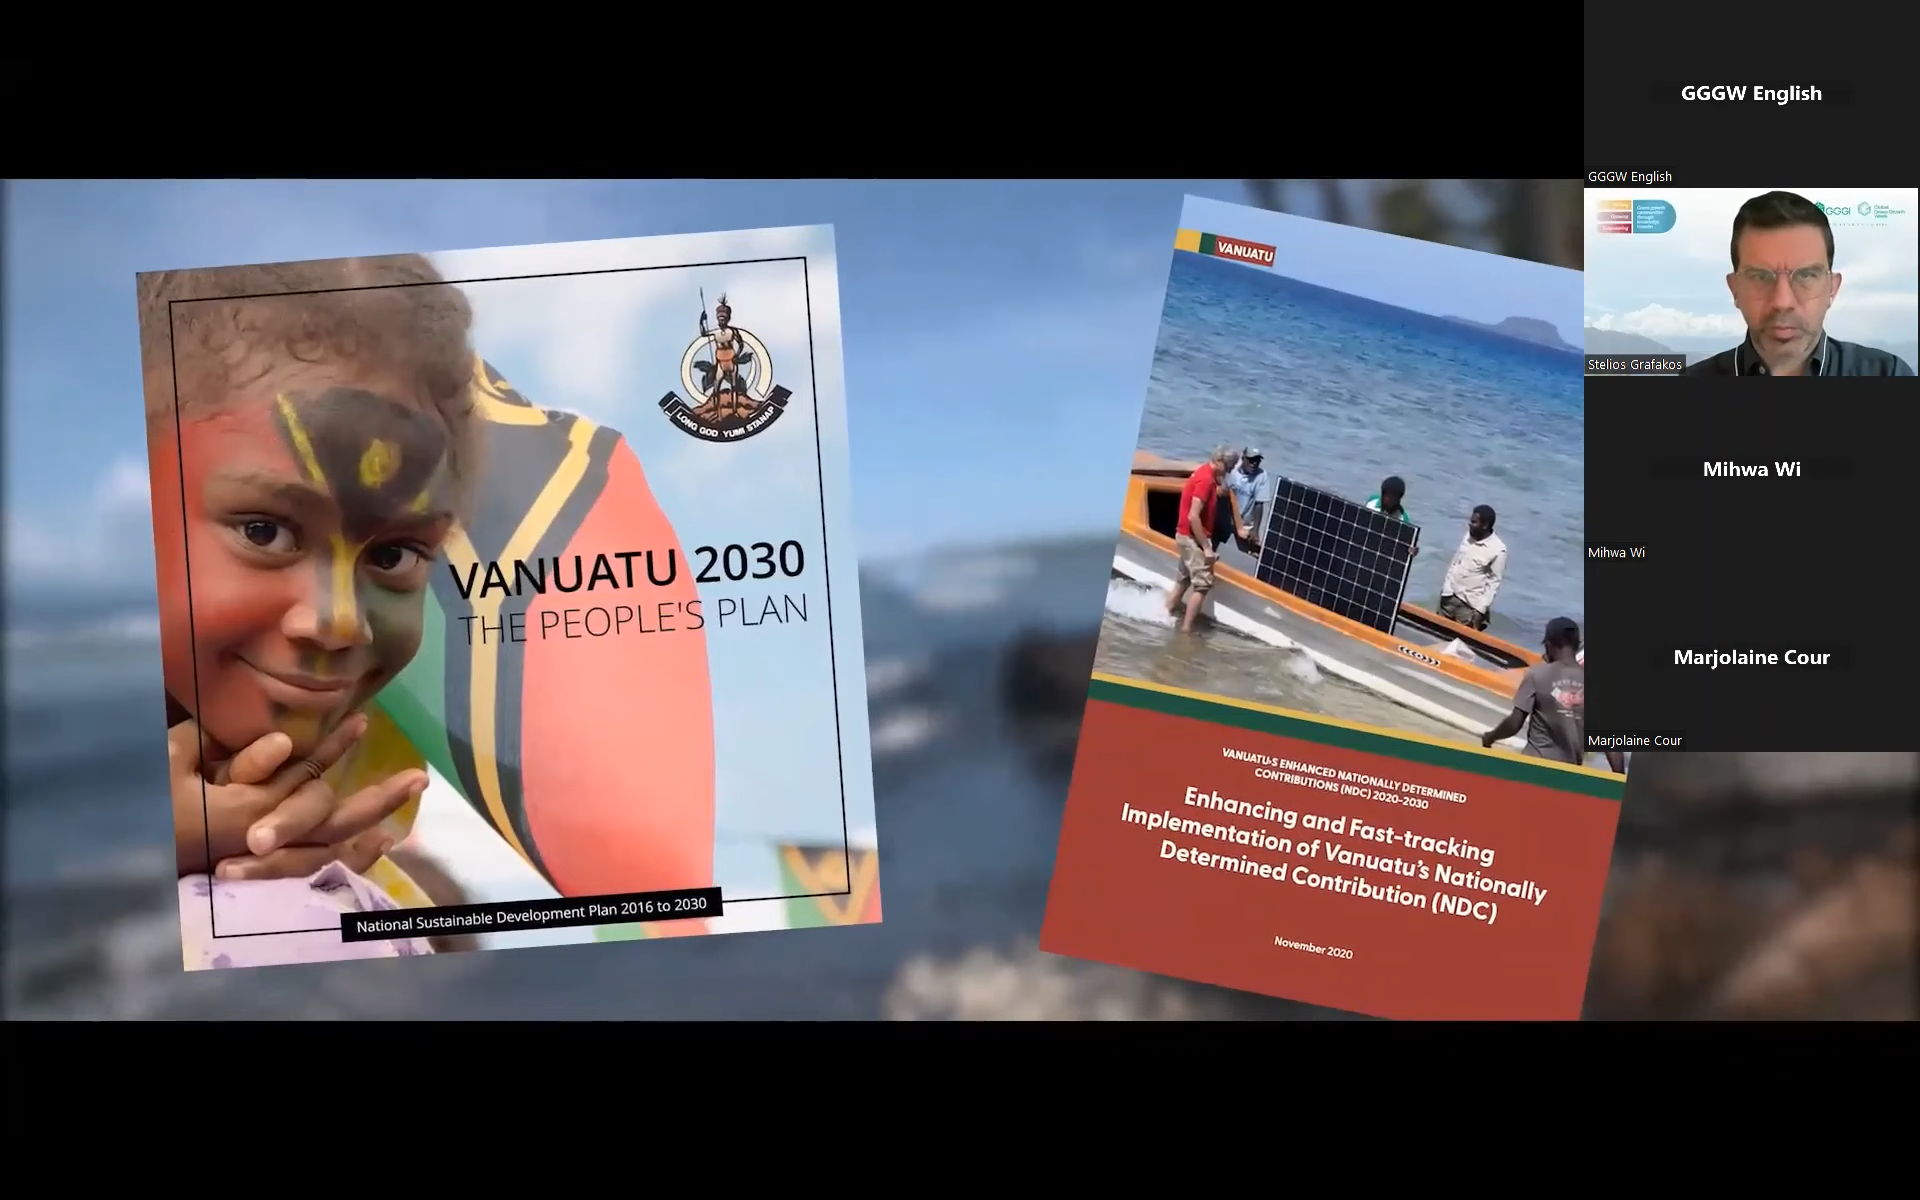 VANUATU 2030
THE PEOPLE'S PLAN
LONG GOD YUMI STANAP
National Sustainable Development Plan 2016 to 2030
VANUATU
VANUATU'S ENHANCED NATIONALLY DETERMINED
CONTRIBUTIONS (NDC) 2020-2030
Enhancing and Fast-tracking
Implementation of Vanuatu's Nationally
Determined Contribution (NDC)
November 2020
GGGW English
GGGW English
GGGI
Stelios Grafakos
Mihwa Wi
Mihwa Wi
Marjolaine Cour
Marjolaine Cour